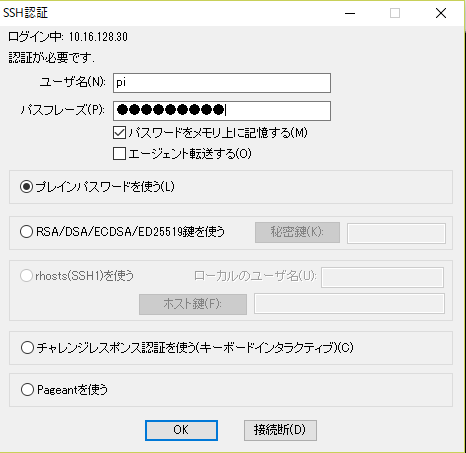 SSH認証
ログイン中: 10.16.128.30
認証が必要です.
ユーザ名(N): pi
パスフレーズ(P): ●●●●●●●●●
パスワードをメモリ上に記憶する(M)
エージェント転送する(O)
プレインパスワードを使う(L)
RSA/DSA/ECDSA/ED25519鍵を使う 秘密鍵(K):
rhosts(SSH1)を使う ローカルのユーザ名(U):
ホスト鍵(F):
チャレンジレスポンス認証を使う(キーボードインタラクティブ)(C)
Pageantを使う
OK 接続断(D)